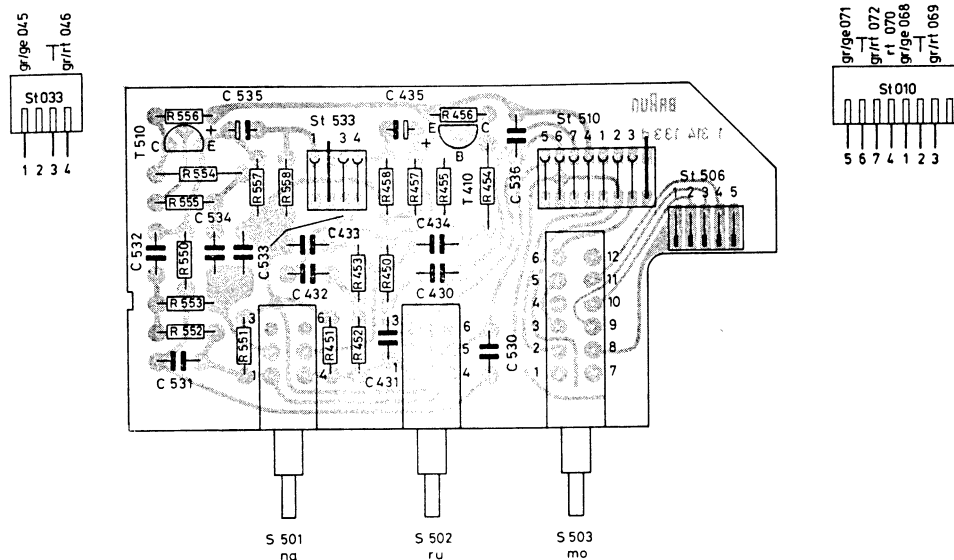 gr/ge 045
gr/rt 046
St 033
1 2 3 4
gr/ge 071
gr/rt 072
rt 070
gr/ge 068
gr/rt 069
St 010
5 6 7 4 1 2 3
C 535
C 435
R 556
T 510
C
+
E
St 533
1 3 4
E
R 456
C
+
B
St 510
5 6 7 4 1 2 3
BRAUN
St 506
1 2 3 4 5
R 554
R 555
R 557
R 558
R 458
R 457
R 455
T 410
R 454
C 536
C 534
C 532
R 550
C 533
C 433
C 434
R 453
R 450
C 432
C 430
R 553
R 552
R 551
C 531
3
1
6
4
R 451
R 452
C 431
3
1
6
5
4
C 530
6 12
5 11
4 10
3 9
2 8
1 7
S 501
S 502
S 503
na
ru
mo